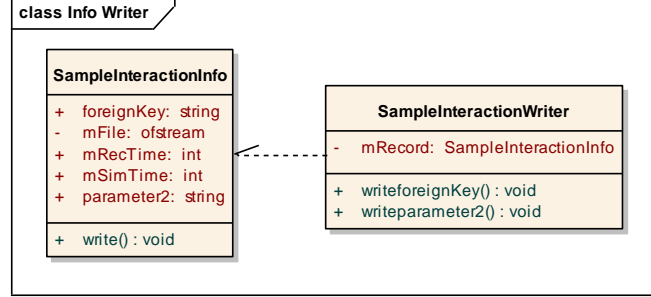 class Info Writer
SampleInteractionInfo
+ foreignKey: string
- mFile: ofstream
+ mRecTime: int
+ mSimTime: int
+ parameter2: string
+ write() : void
SampleInteractionWriter
- mRecord: SampleInteractionInfo
+ writeforeignKey() : void
+ writeparameter2() : void